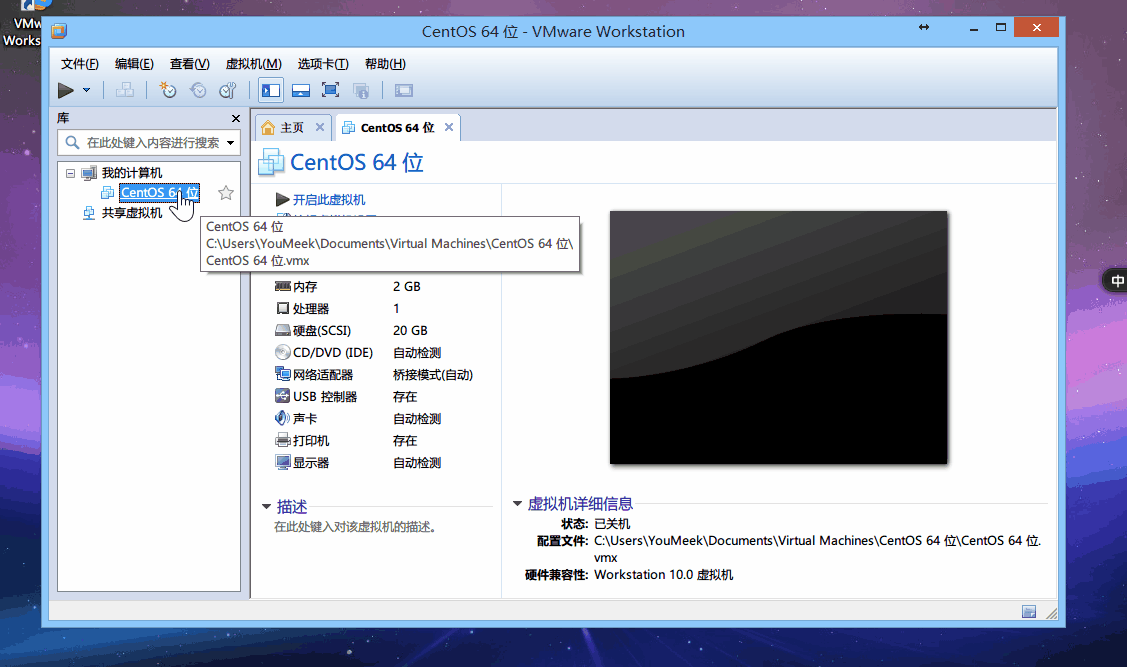 VMw
Works
CentOS 64 位 - VMware Workstation
文件(F) 编辑(E) 查看(V) 虚拟机(M) 选项卡(T) 帮助(H)
库
在此处键入内容进行搜索
我的计算机
CentOS 64 位
共享虚拟机
主页
CentOS 64 位
CentOS 64 位
开启此虚拟机
CentOS 64 位
C:\Users\YouMeek\Documents\Virtual Machines\CentOS 64 位\
CentOS 64 位.vmx
内存 2 GB
处理器 1
硬盘(SCSI) 20 GB
CD/DVD (IDE) 自动检测
网络适配器 桥接模式(自动)
USB 控制器 存在
声卡 自动检测
打印机 存在
显示器 自动检测
描述
在此处键入对该虚拟机的描述。
虚拟机详细信息
状态: 已关机
配置文件: C:\Users\YouMeek\Documents\Virtual Machines\CentOS 64 位\CentOS 64 位.
vmx
硬件兼容性: Workstation 10.0 虚拟机
中